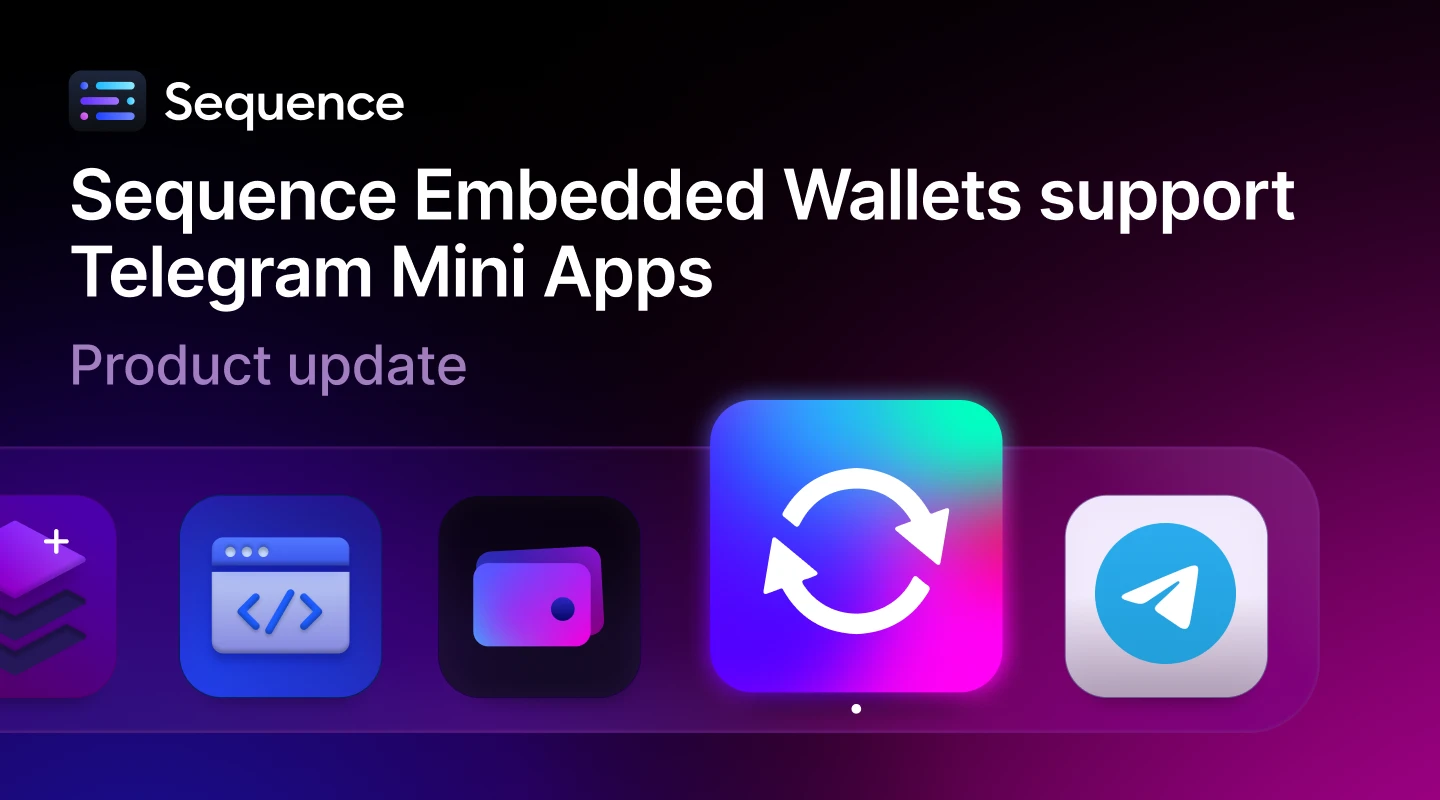 Sequence
Sequence Embedded Wallets support
Telegram Mini Apps
Product update
</>